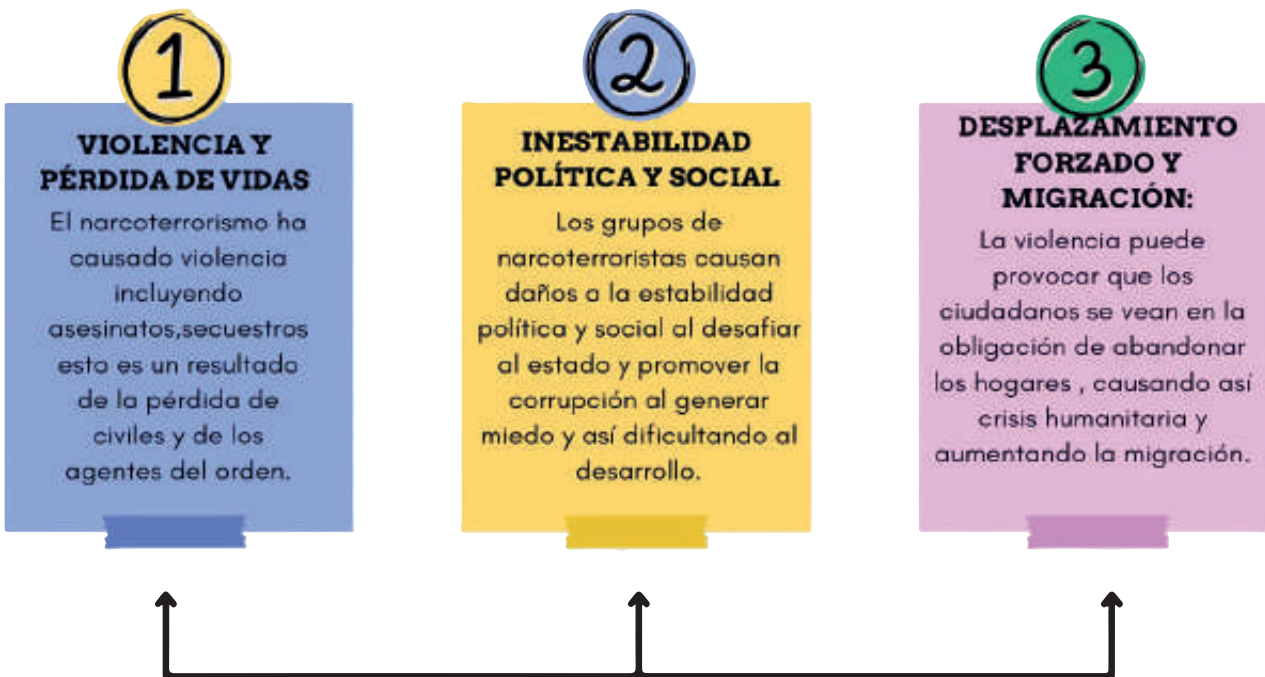 1
VIOLENCIA Y
PÉRDIDA DE VIDAS
El narcoterrorismo ha
causado violencia
incluyendo
asesinatos,secuestros
esto es un resultado
de la pérdida de
civiles y de los
agentes del orden.
2
INESTABILIDAD
POLÍTICA Y SOCIAL
Los grupos de
narcoterroristas causan
daños a la estabilidad
política y social al desafiar
al estado y promover la
corrupción al generar
miedo y así dificultando al
desarrollo.
3
DESPLAZAMIENTO
FORZADO Y
MIGRACIÓN:
La violencia puede
provocar que los
ciudadanos se vean en la
obligación de abandonar
los hogares , causando así
crisis humanitaria y
aumentando la migración.